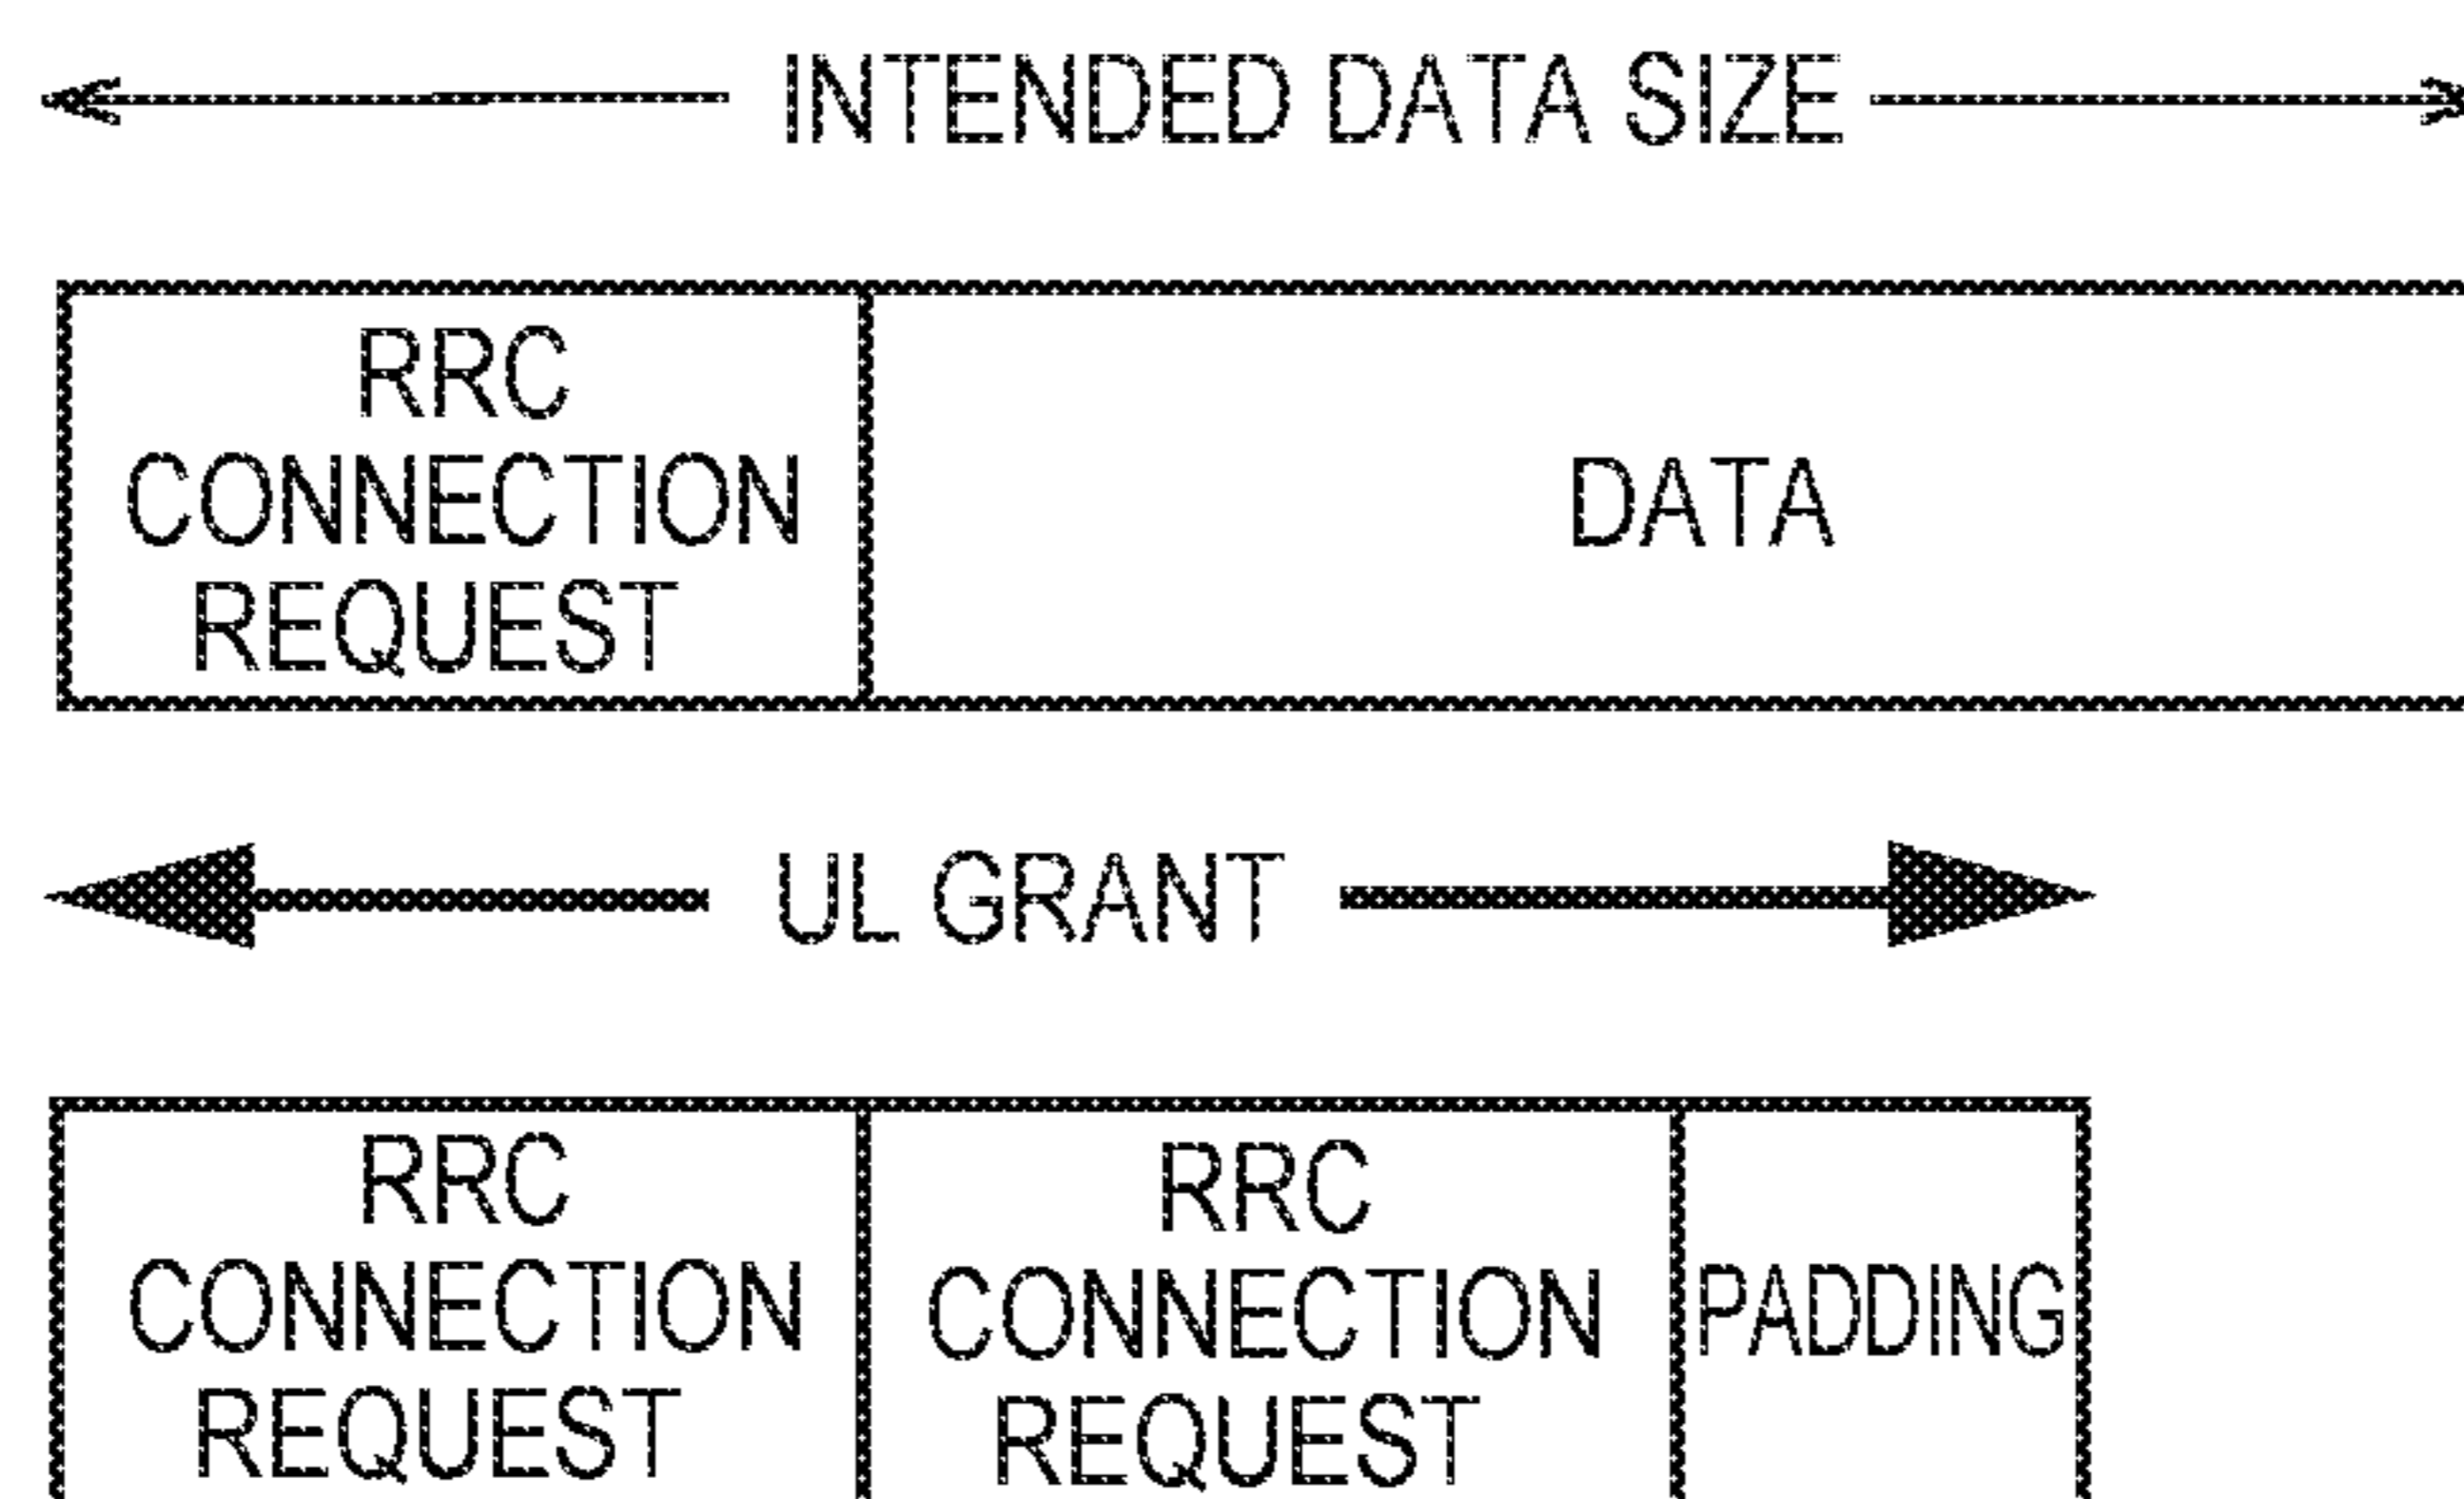 INTENDED DATA SIZE
RRC
CONNECTION
REQUEST
DATA
UL GRANT
RRC
CONNECTION
REQUEST
RRC
CONNECTION
REQUEST
PADDING